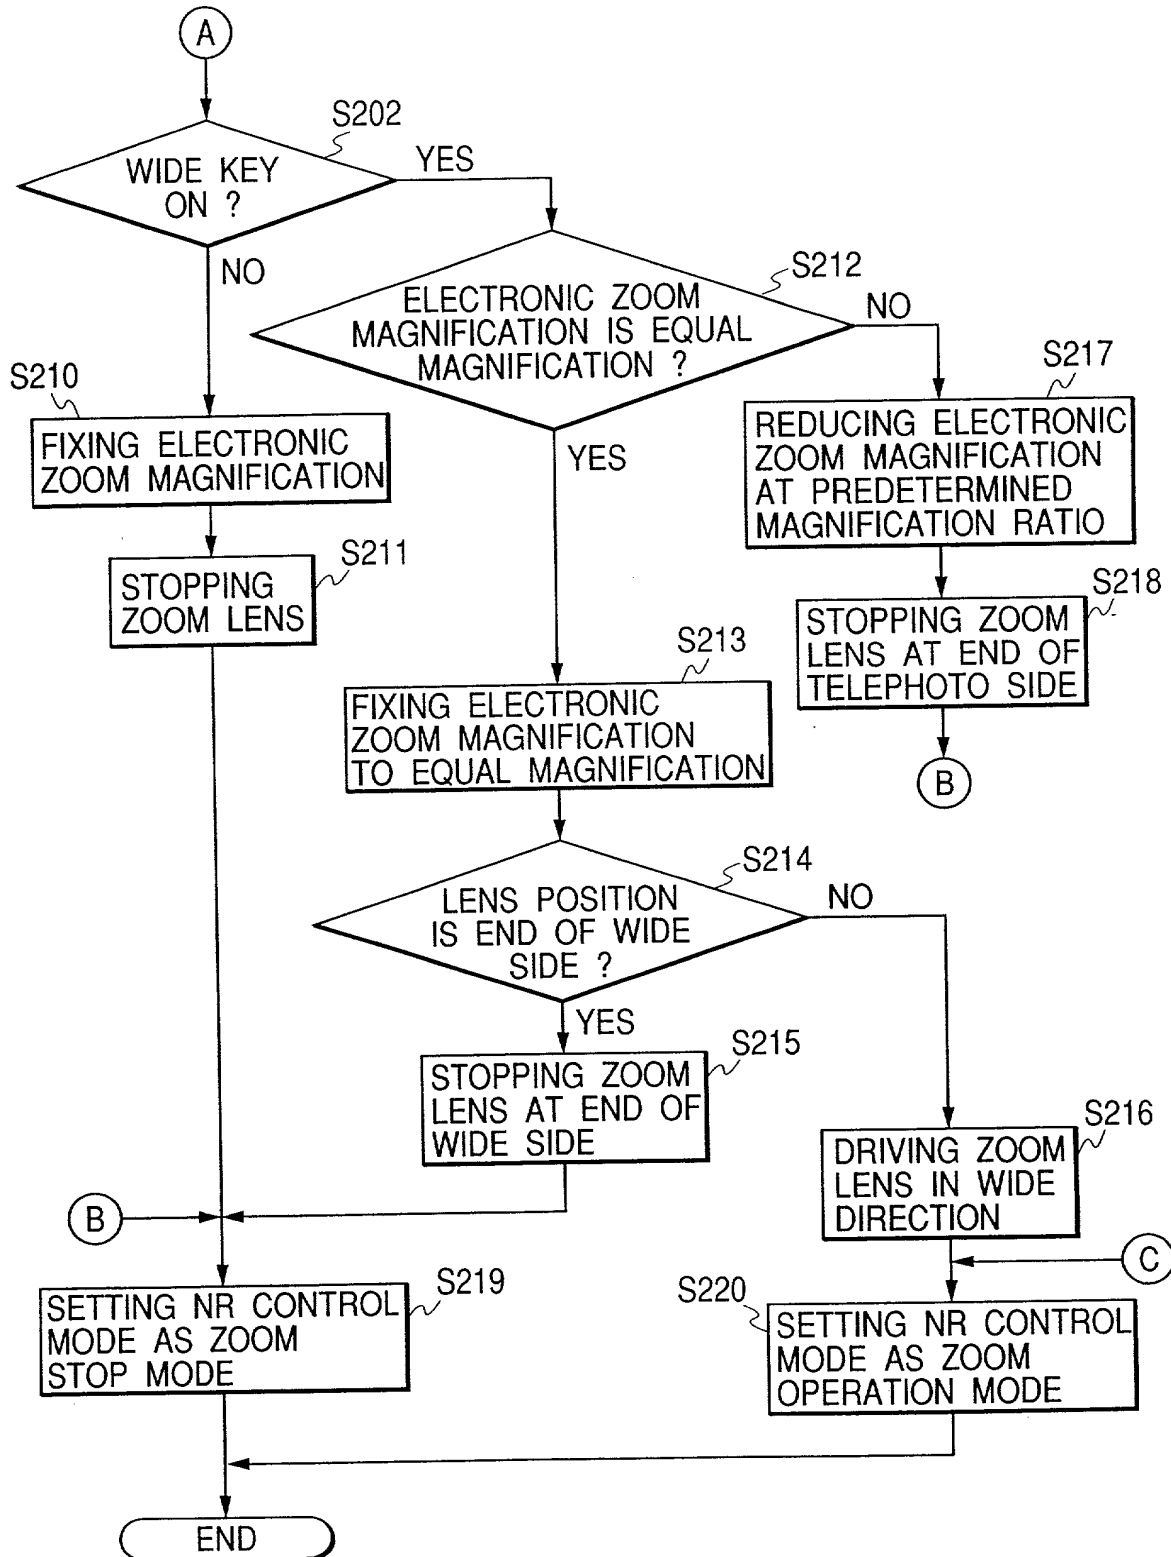 A
S202
WIDE KEY
ON ?
YES
NO
S212
ELECTRONIC ZOOM
MAGNIFICATION IS EQUAL
MAGNIFICATION ?
NO
YES
S210
FIXING ELECTRONIC
ZOOM MAGNIFICATION
S217
REDUCING ELECTRONIC
ZOOM MAGNIFICATION
AT PREDETERMINED
MAGNIFICATION RATIO
S211
STOPPING
ZOOM LENS
S218
STOPPING ZOOM
LENS AT END OF
TELEPHOTO SIDE
B
S213
FIXING ELECTRONIC
ZOOM MAGNIFICATION
TO EQUAL MAGNIFICATION
S214
LENS POSITION
IS END OF WIDE
SIDE ?
NO
YES
S215
STOPPING ZOOM
LENS AT END OF
WIDE SIDE
S216
DRIVING ZOOM
LENS IN WIDE
DIRECTION
B
C
S219
SETTING NR CONTROL
MODE AS ZOOM
STOP MODE
S220
SETTING NR CONTROL
MODE AS ZOOM
OPERATION MODE
END